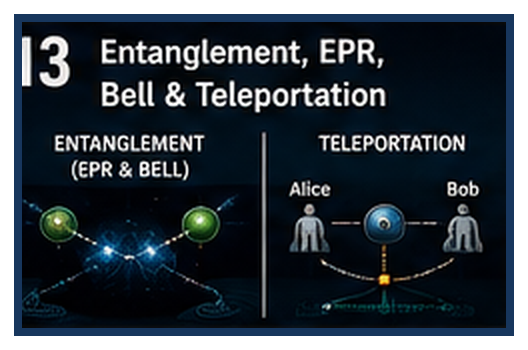 13
Entanglement, EPR,
Bell & Teleportation
ENTANGLEMENT
(EPR & BELL)
TELEPORTATION
Alice
Bob